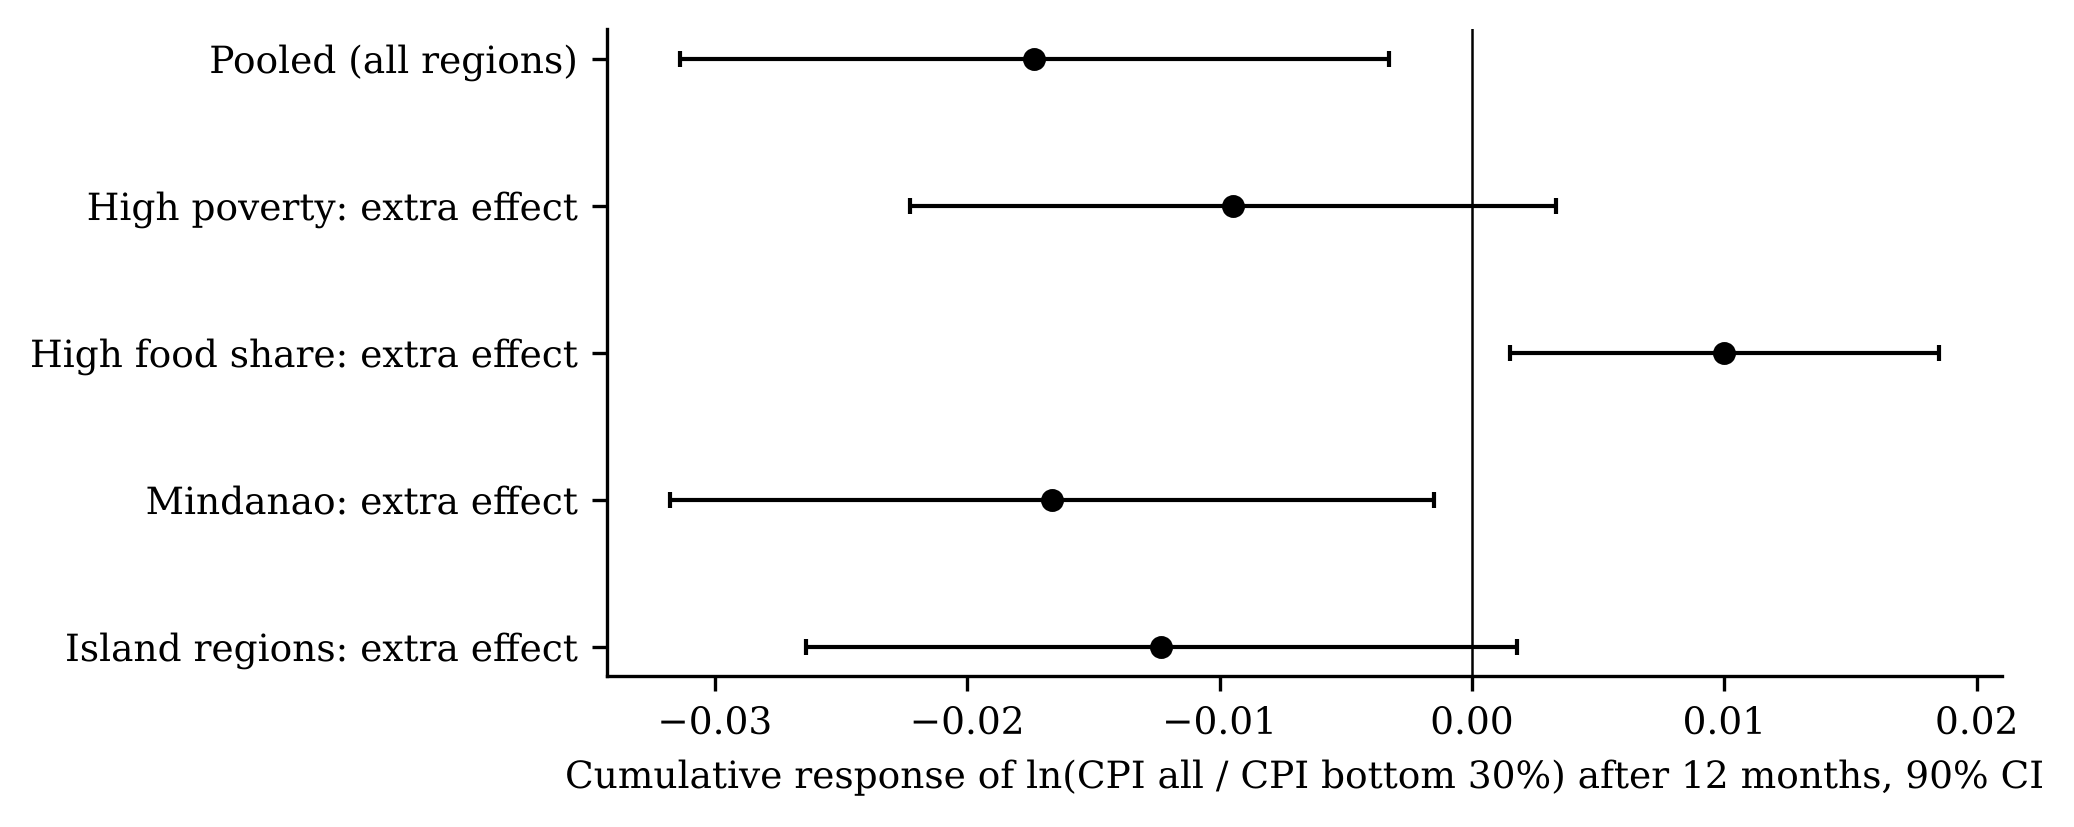 Pooled (all regions)
High poverty: extra effect
High food share: extra effect
Mindanao: extra effect
Island regions: extra effect
−0.03 −0.02 −0.01 0.00 0.01 0.02
Cumulative response of ln(CPI all / CPI bottom 30%) after 12 months, 90% CI